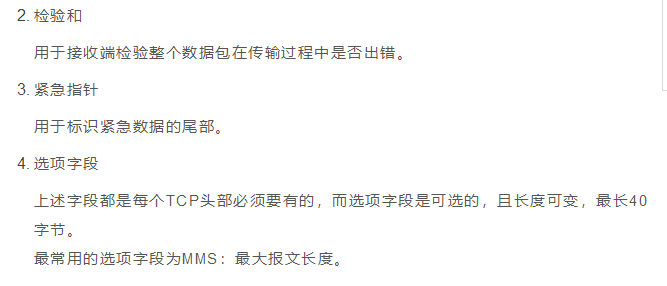 2. 检验和
用于接收端检验整个数据包在传输过程中是否出错。
3. 紧急指针
用于标识紧急数据的尾部。
4. 选项字段
上述字段都是每个TCP头部必须要有的，而选项字段是可选的，且长度可变，最长40
字节。
最常用的选项字段为MMS：最大报文长度。